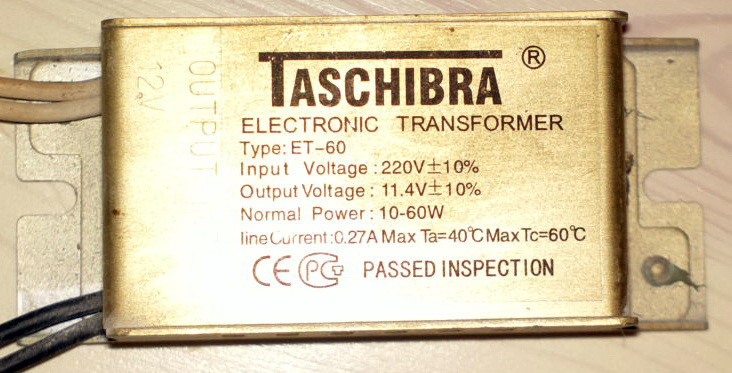 OUTPUT
12V
TASCHIBRA ®
ELECTRONIC TRANSFORMER
Type: ET-60
Input Voltage : 220V±10%
Output Voltage : 11.4V±10%
Normal Power : 10-60W
line Current:0.27A Max Ta=40℃ Max Tc=60℃
CE PC PASSED INSPECTION